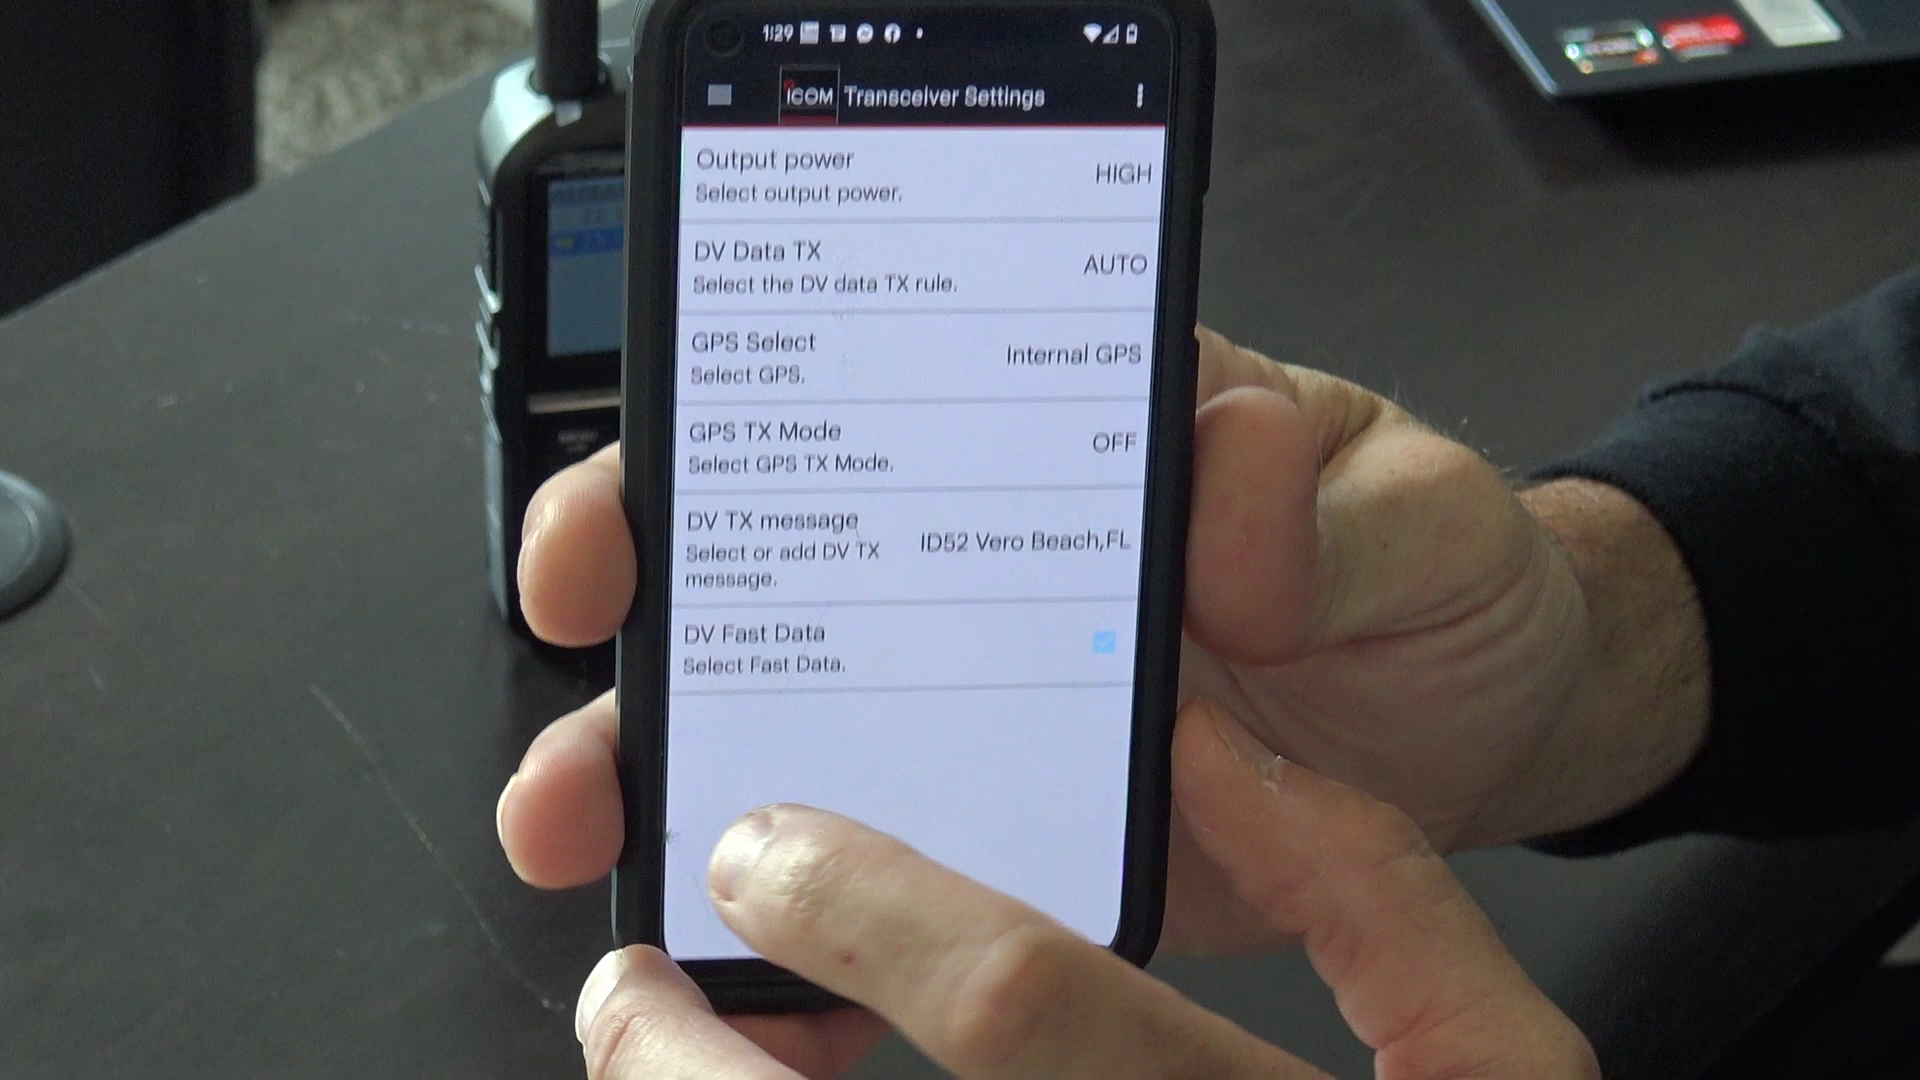 1:29
ICOM Transceiver Settings
Output power
Select output power.
HIGH
DV Data TX
Select the DV data TX rule.
AUTO
GPS Select
Select GPS.
Internal GPS
GPS TX Mode
Select GPS TX Mode.
OFF
DV TX message
Select or add DV TX
message.
ID52 Vero Beach,FL
DV Fast Data
Select Fast Data.